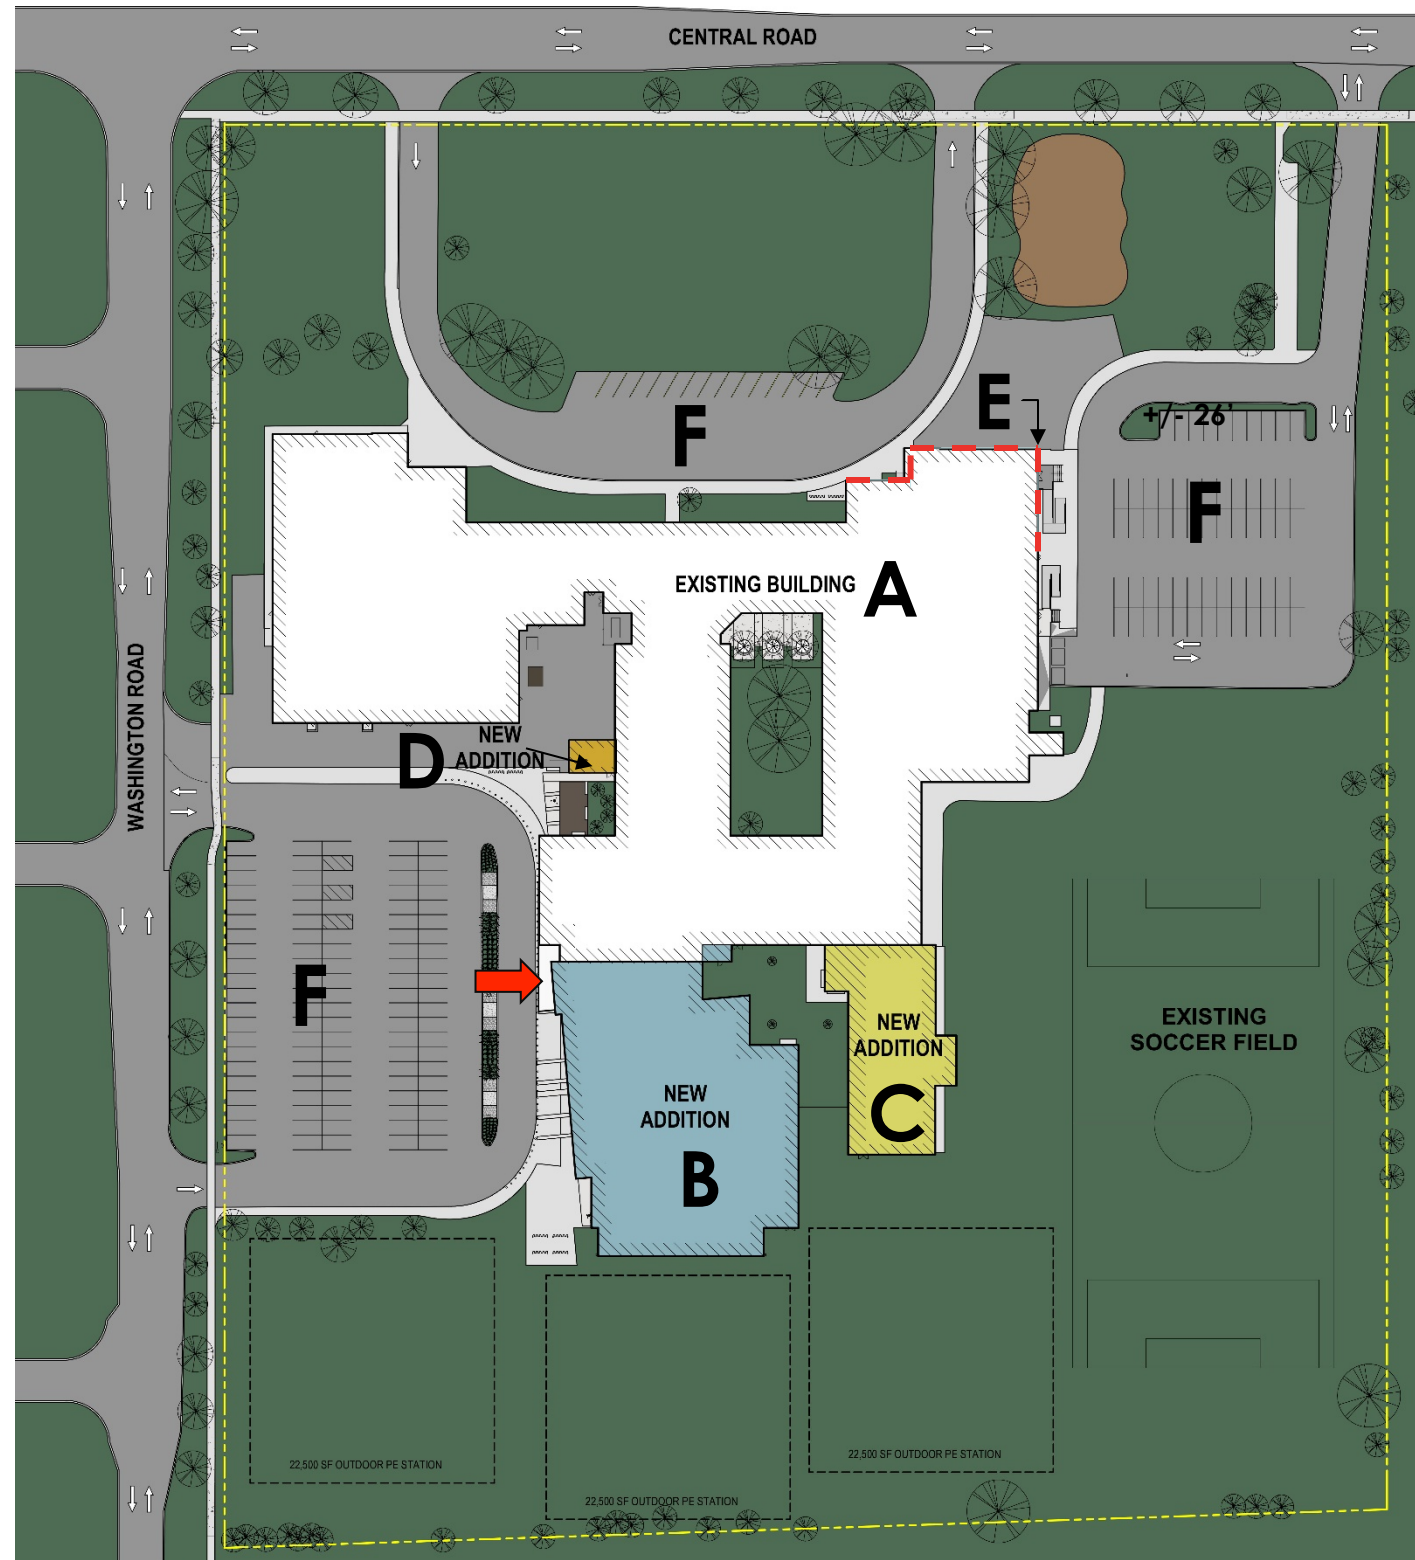 CENTRAL ROAD
E
+/- 26'
F
F
EXISTING BUILDING
A
WASHINGTON ROAD
D
NEW
ADDITION
F
NEW
ADDITION
C
EXISTING
SOCCER FIELD
NEW
ADDITION
B
22,500 SF OUTDOOR PE STATION
22,500 SF OUTDOOR PE STATION
22,500 SF OUTDOOR PE STATION